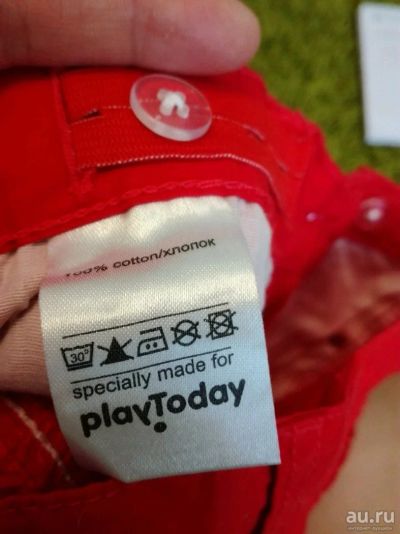 100% cotton/хлопок
30°
specially made for
playToday
au.ru